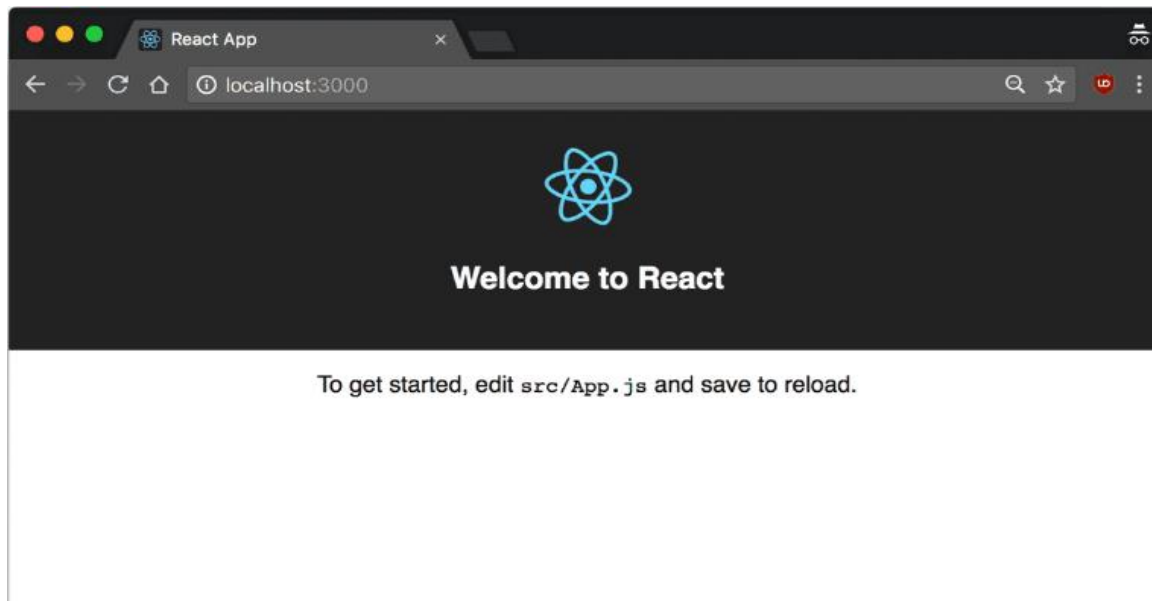 React App
localhost:3000
Welcome to React
To get started, edit src/App.js and save to reload.